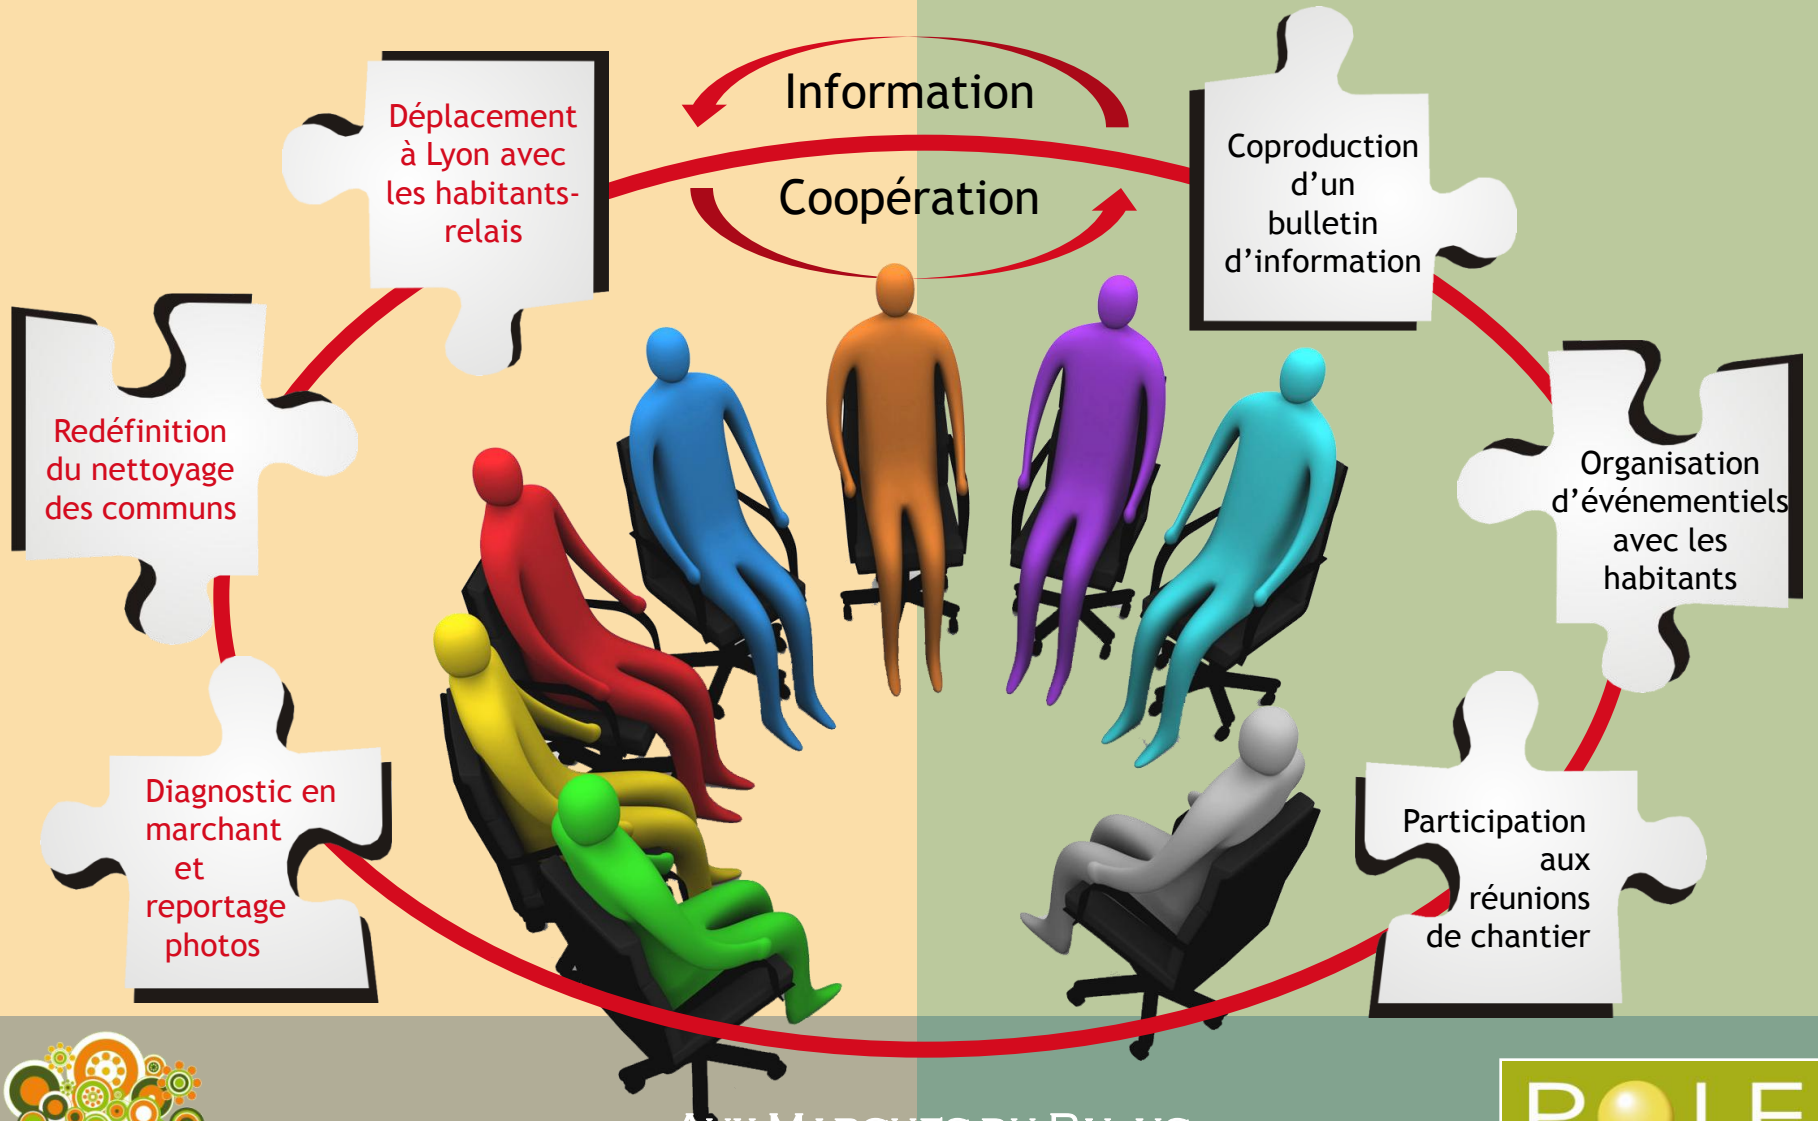 Information
Coopération
Déplacement
à Lyon avec
les habitants-
relais
Coproduction
d’un
bulletin
d’information
Redéfinition
du nettoyage
des communs
Organisation
d’événementiels
avec les
habitants
Diagnostic en
marchant
et
reportage
photos
Participation
aux
réunions
de chantier